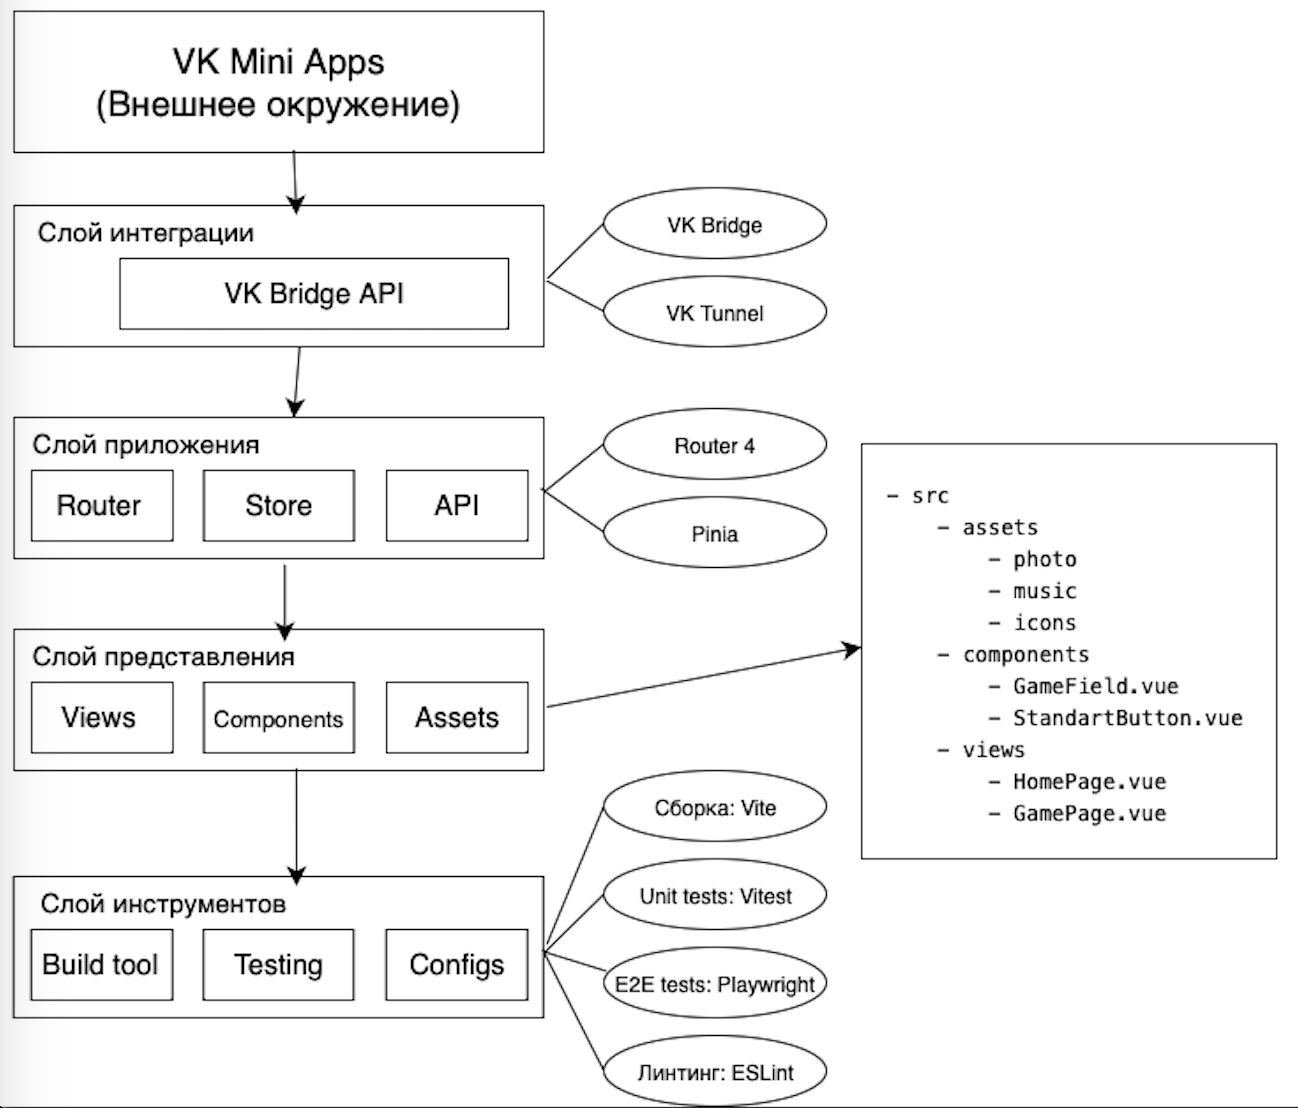 VK Mini Apps
(Внешнее окружение)
Слой интеграции
VK Bridge API
VK Bridge
VK Tunnel
Слой приложения
Router
Store
API
Router 4
Pinia
Слой представления
Views
Components
Assets
- src
- assets
- photo
- music
- icons
- components
- GameField.vue
- StandartButton.vue
- views
- HomePage.vue
- GamePage.vue
Слой инструментов
Build tool
Testing
Configs
Сборка: Vite
Unit tests: Vitest
E2E tests: Playwright
Линтинг: ESLint